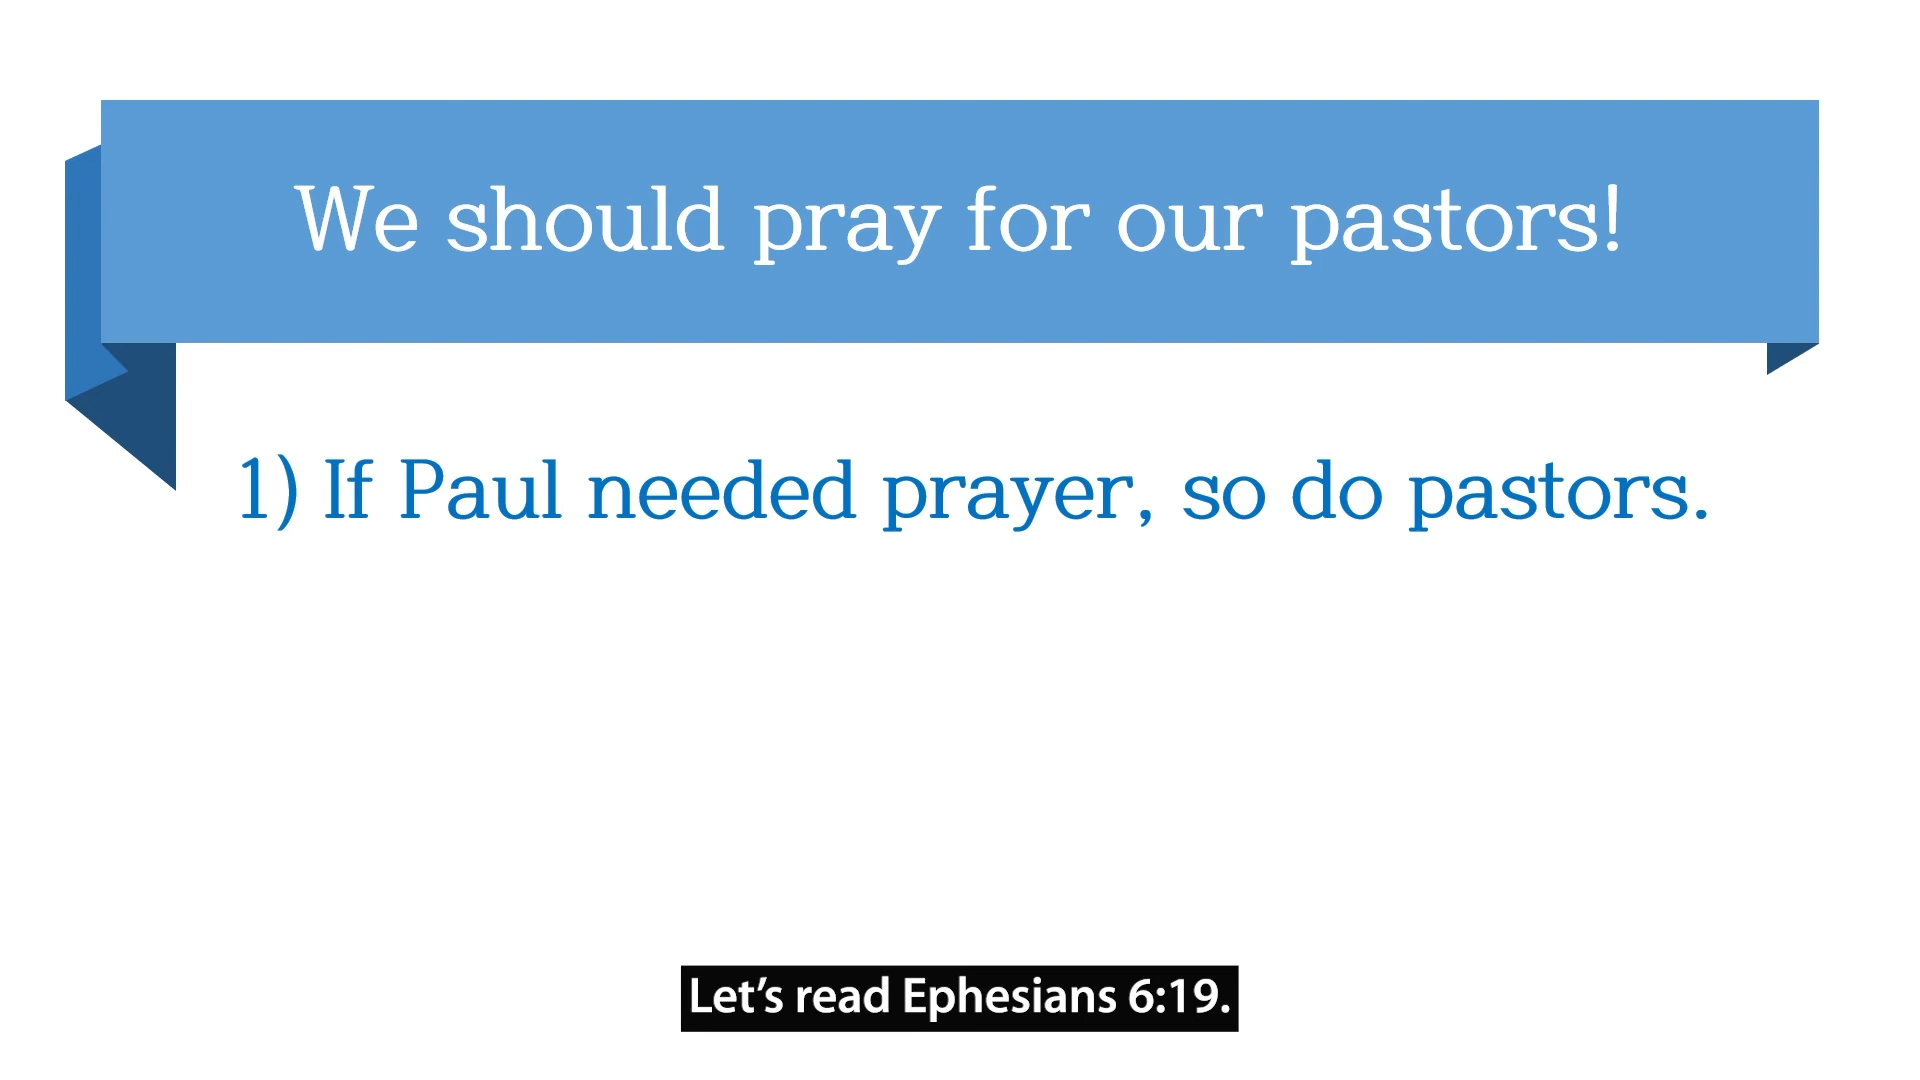 We should pray for our pastors!
1) If Paul needed prayer, so do pastors.
Let’s read Ephesians 6:19.